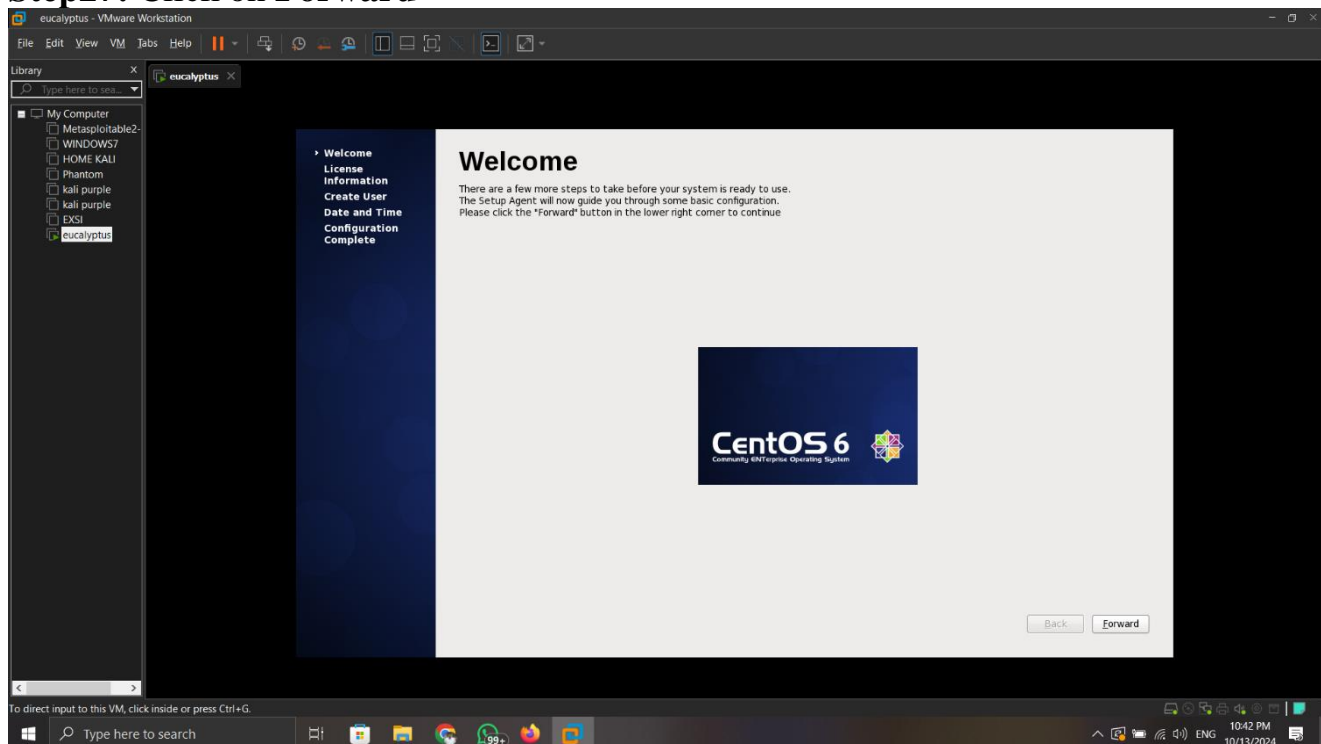 Step27: Click on Forward
eucalyptus - VMware Workstation
File Edit View VM Tabs Help
Library X
eucalyptus
Type here to sea...
My Computer
Metasploitable2-
WINDOWS7
HOME KALI
Phantom
kali purple
kali purple
EXSI
eucalyptus
Welcome
License
Information
Create User
Date and Time
Configuration
Complete
Welcome
There are a few more steps to take before your system is ready to use.
The Setup Agent will now guide you through some basic configuration.
Please click the "Forward" button in the lower right corner to continue
CentOS 6
Community ENTerprise Operating System
Back Forward
To direct input to this VM, click inside or press Ctrl+G.
Type here to search
99+
ENG
10:42 PM
10/13/2024